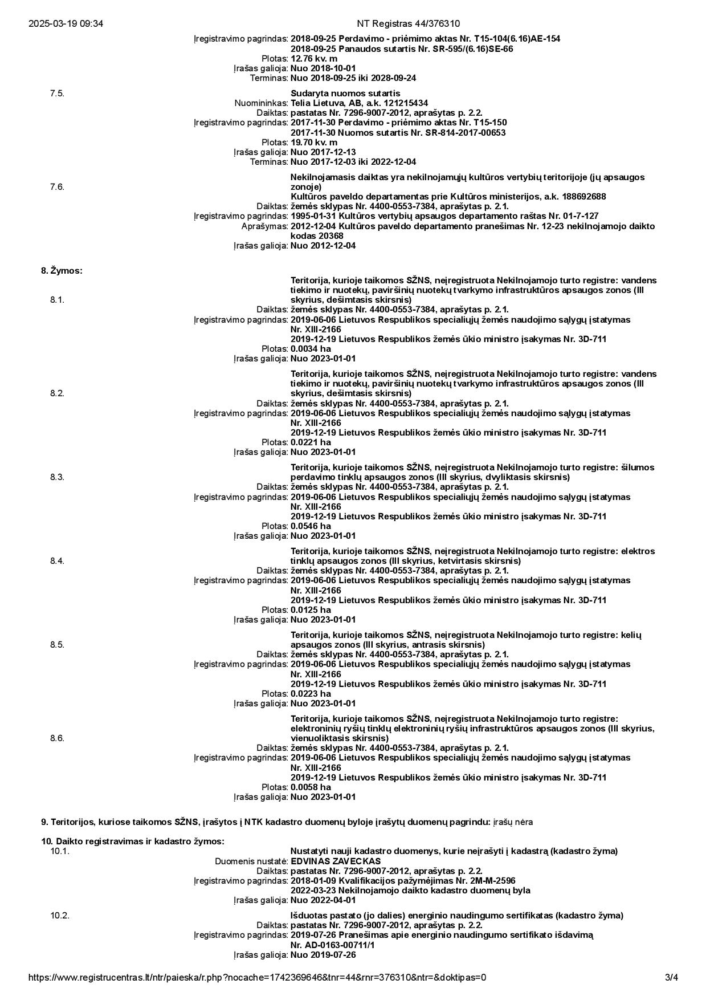 2025-03-19 09:34 NT Registras 44/376310
Įregistravimo pagrindas: 2018-09-25 Perdavimo - priėmimo aktas Nr. T15-104(6.16)AE-154
2018-09-25 Panaudos sutartis Nr. SR-595/(6.16)SE-66
Plotas: 12.76 kv. m
Įrašas galioja: Nuo 2018-10-01
Terminas: Nuo 2018-09-25 iki 2028-09-24
7.5. Sudaryta nuomos sutartis
Nuomininkas: Telia Lietuva, AB, a.k. 121215434
Daiktas: pastatas Nr. 7296-9007-2012, aprašytas p. 2.2.
Įregistravimo pagrindas: 2017-11-30 Perdavimo - priėmimo aktas Nr. T15-150
2017-11-30 Nuomos sutartis Nr. SR-814-2017-00653
Plotas: 19.70 kv. m
Įrašas galioja: Nuo 2017-12-13
Terminas: Nuo 2017-12-03 iki 2022-12-04
Nekilnojamasis daiktas yra nekilnojamųjų kultūros vertybių teritorijoje (jų apsaugos
7.6. zonoje)
Kultūros paveldo departamentas prie Kultūros ministerijos, a.k. 188692688
Daiktas: žemės sklypas Nr. 4400-0553-7384, aprašytas p. 2.1.
Įregistravimo pagrindas: 1995-01-31 Kultūros vertybių apsaugos departamento raštas Nr. 01-7-127
Aprašymas: 2012-12-04 Kultūros paveldo departamento pranešimas Nr. 12-23 nekilnojamojo daikto
kodas 20368
Įrašas galioja: Nuo 2012-12-04
8. Žymos:
Teritorija, kurioje taikomos SŽNS, neįregistruota Nekilnojamojo turto registre: vandens
tiekimo ir nuotekų, paviršinių nuotekų tvarkymo infrastruktūros apsaugos zonos (III
8.1. skyrius, dešimtasis skirsnis)
Daiktas: žemės sklypas Nr. 4400-0553-7384, aprašytas p. 2.1.
Įregistravimo pagrindas: 2019-06-06 Lietuvos Respublikos specialiųjų žemės naudojimo sąlygų įstatymas
Nr. XIII-2166
2019-12-19 Lietuvos Respublikos žemės ūkio ministro įsakymas Nr. 3D-711
Plotas: 0.0034 ha
Įrašas galioja: Nuo 2023-01-01
Teritorija, kurioje taikomos SŽNS, neįregistruota Nekilnojamojo turto registre: vandens
tiekimo ir nuotekų, paviršinių nuotekų tvarkymo infrastruktūros apsaugos zonos (III
8.2. skyrius, dešimtasis skirsnis)
Daiktas: žemės sklypas Nr. 4400-0553-7384, aprašytas p. 2.1.
Įregistravimo pagrindas: 2019-06-06 Lietuvos Respublikos specialiųjų žemės naudojimo sąlygų įstatymas
Nr. XIII-2166
2019-12-19 Lietuvos Respublikos žemės ūkio ministro įsakymas Nr. 3D-711
Plotas: 0.0221 ha
Įrašas galioja: Nuo 2023-01-01
Teritorija, kurioje taikomos SŽNS, neįregistruota Nekilnojamojo turto registre: šilumos
8.3. perdavimo tinklų apsaugos zonos (III skyrius, dvyliktasis skirsnis)
Daiktas: žemės sklypas Nr. 4400-0553-7384, aprašytas p. 2.1.
Įregistravimo pagrindas: 2019-06-06 Lietuvos Respublikos specialiųjų žemės naudojimo sąlygų įstatymas
Nr. XIII-2166
2019-12-19 Lietuvos Respublikos žemės ūkio ministro įsakymas Nr. 3D-711
Plotas: 0.0546 ha
Įrašas galioja: Nuo 2023-01-01
Teritorija, kurioje taikomos SŽNS, neįregistruota Nekilnojamojo turto registre: elektros
8.4. tinklų apsaugos zonos (III skyrius, ketvirtasis skirsnis)
Daiktas: žemės sklypas Nr. 4400-0553-7384, aprašytas p. 2.1.
Įregistravimo pagrindas: 2019-06-06 Lietuvos Respublikos specialiųjų žemės naudojimo sąlygų įstatymas
Nr. XIII-2166
2019-12-19 Lietuvos Respublikos žemės ūkio ministro įsakymas Nr. 3D-711
Plotas: 0.0125 ha
Įrašas galioja: Nuo 2023-01-01
Teritorija, kurioje taikomos SŽNS, neįregistruota Nekilnojamojo turto registre: kelių
8.5. apsaugos zonos (III skyrius, antrasis skirsnis)
Daiktas: žemės sklypas Nr. 4400-0553-7384, aprašytas p. 2.1.
Įregistravimo pagrindas: 2019-06-06 Lietuvos Respublikos specialiųjų žemės naudojimo sąlygų įstatymas
Nr. XIII-2166
2019-12-19 Lietuvos Respublikos žemės ūkio ministro įsakymas Nr. 3D-711
Plotas: 0.0223 ha
Įrašas galioja: Nuo 2023-01-01
Teritorija, kurioje taikomos SŽNS, neįregistruota Nekilnojamojo turto registre:
elektroninių ryšių tinklų elektroninių ryšių infrastruktūros apsaugos zonos (III skyrius,
8.6. vienuoliktasis skirsnis)
Daiktas: žemės sklypas Nr. 4400-0553-7384, aprašytas p. 2.1.
Įregistravimo pagrindas: 2019-06-06 Lietuvos Respublikos specialiųjų žemės naudojimo sąlygų įstatymas
Nr. XIII-2166
2019-12-19 Lietuvos Respublikos žemės ūkio ministro įsakymas Nr. 3D-711
Plotas: 0.0058 ha
Įrašas galioja: Nuo 2023-01-01
9. Teritorijos, kuriose taikomos SŽNS, įrašytos į NTK kadastro duomenų byloje įrašytų duomenų pagrindu: įrašų nėra
10. Daikto registravimas ir kadastro žymos:
10.1. Nustatyti nauji kadastro duomenys, kurie neįrašyti į kadastrą (kadastro žyma)
Duomenis nustatė: EDVINAS ZAVECKAS
Daiktas: pastatas Nr. 7296-9007-2012, aprašytas p. 2.2.
Įregistravimo pagrindas: 2018-01-09 Kvalifikacijos pažymėjimas Nr. 2M-M-2596
2022-03-23 Nekilnojamojo daikto kadastro duomenų byla
Įrašas galioja: Nuo 2022-04-01
10.2. Išduotas pastato (jo dalies) energinio naudingumo sertifikatas (kadastro žyma)
Daiktas: pastatas Nr. 7296-9007-2012, aprašytas p. 2.2.
Įregistravimo pagrindas: 2019-07-26 Pranešimas apie energinio naudingumo sertifikato išdavimą
Nr. AD-0163-00711/1
Įrašas galioja: Nuo 2019-07-26
https://www.registrucentras.lt/ntr/paieska/r.php?nocache=1742369646&tnr=44&rnr=376310&ntr=&doktipas=0 3/4